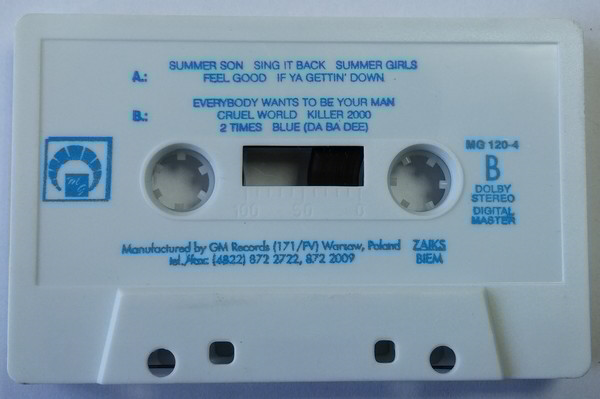 SUMMER SON SING IT BACK SUMMER GIRLS
A.: FEEL GOOD IF YA GETTIN' DOWN
EVERYBODY WANTS TO BE YOUR MAN
B.: CRUEL WORLD KILLER 2000
2 TIMES BLUE (DA BA DEE)
MG 120-4
B
DOLBY
STEREO
DIGITAL
MASTER
100 50 0
Manufactured by GM Records (171/PV) Warsaw, Poland ZAIKS
tel./fax: (4822) 872 2722, 872 2009 BIEM